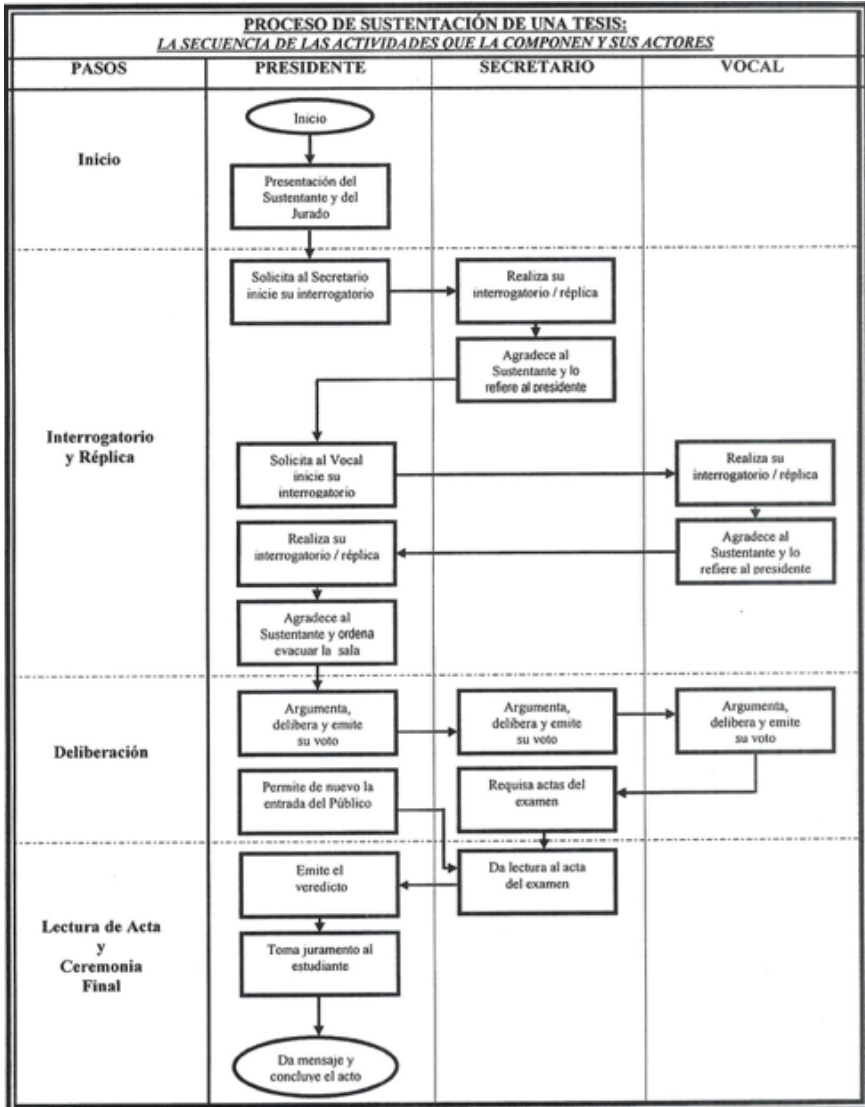 PROCESO DE SUSTENTACIÓN DE UNA TESIS:
LA SECUENCIA DE LAS ACTIVIDADES QUE LA COMPONEN Y SUS ACTORES
PASOS
PRESIDENTE
SECRETARIO
VOCAL
Inicio
Inicio
Presentación del
Sustentante y del
Jurado
Interrogatorio
y Réplica
Solicita al Secretario
inicie su interrogatorio
Realiza su
interrogatorio / réplica
Agradece al
Sustentante y lo
refiere al presidente
Solicita al Vocal
inicie su
interrogatorio
Realiza su
interrogatorio / réplica
Agradece al
Sustentante y lo
refiere al presidente
Realiza su
interrogatorio / réplica
Agradece al
Sustentante y ordena
evacuar la sala
Deliberación
Argumenta,
delibera y emite
su voto
Argumenta,
delibera y emite
su voto
Argumenta,
delibera y emite
su voto
Permite de nuevo la
entrada del Público
Requisa actas del
examen
Lectura de Acta
y
Ceremonia
Final
Emite el
veredicto
Da lectura al acta
del examen
Toma juramento al
estudiante
Da mensaje y
concluye el acto